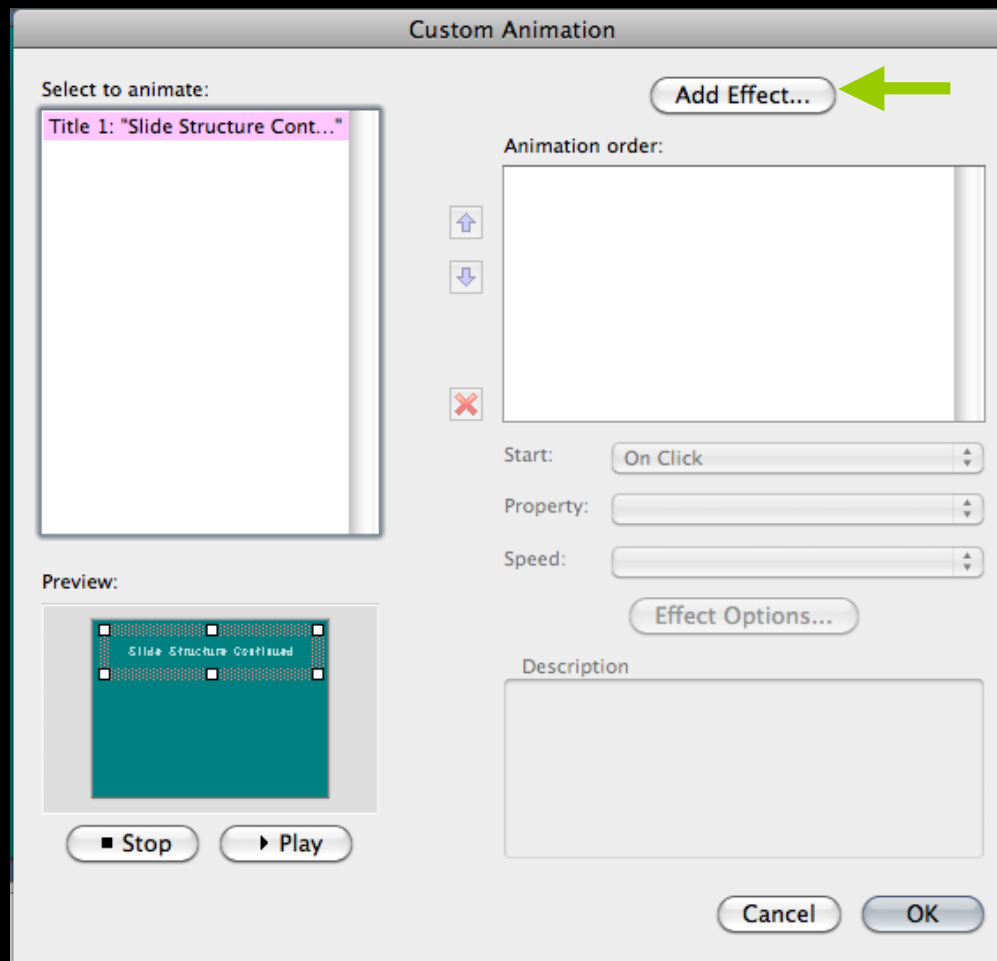 Custom Animation
Select to animate:
Title 1: "Slide Structure Cont..."
Add Effect...
Animation order:
Start:
On Click
Property:
Speed:
Effect Options...
Preview:
Slide Structure Continued
Description
Stop
Play
Cancel
OK